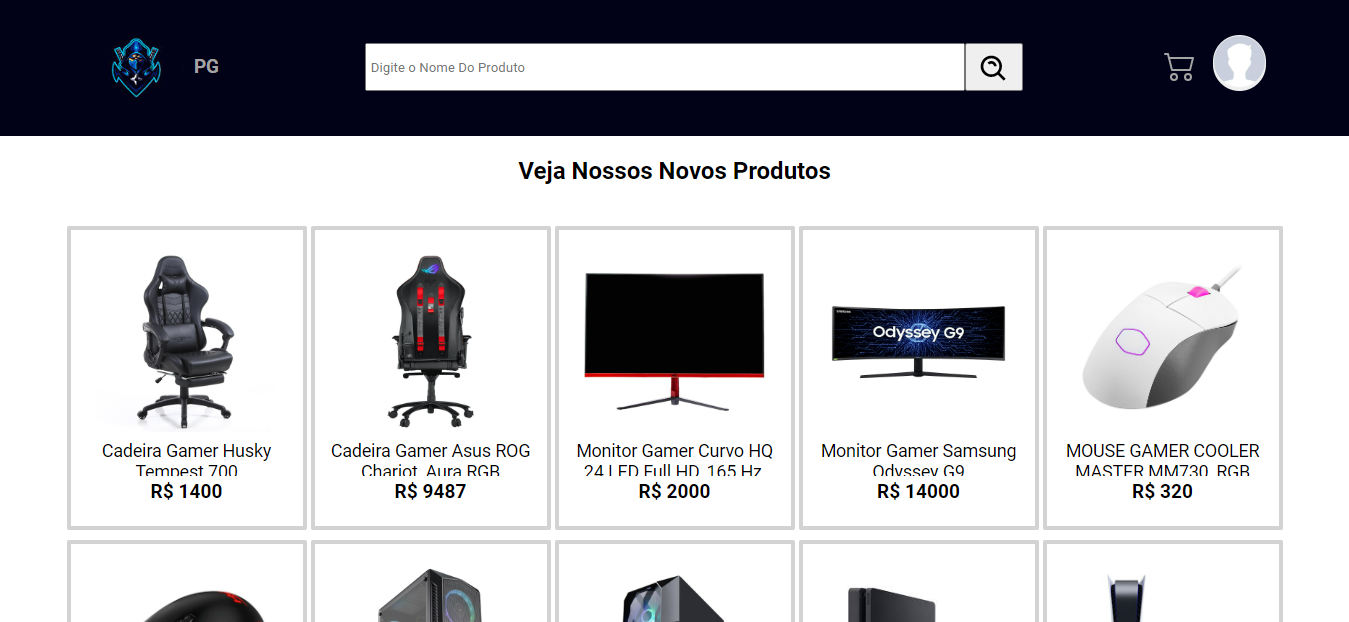 PG
Digite o Nome Do Produto
Veja Nossos Novos Produtos
Odyssey G9
Cadeira Gamer Husky
Tempest 700
R$ 1400
Cadeira Gamer Asus ROG
Chariot, Aura RGB
R$ 9487
Monitor Gamer Curvo HQ
24 LED Full HD, 165 Hz
R$ 2000
Monitor Gamer Samsung
Odyssey G9
R$ 14000
MOUSE GAMER COOLER
MASTER MM730, RGB
R$ 320